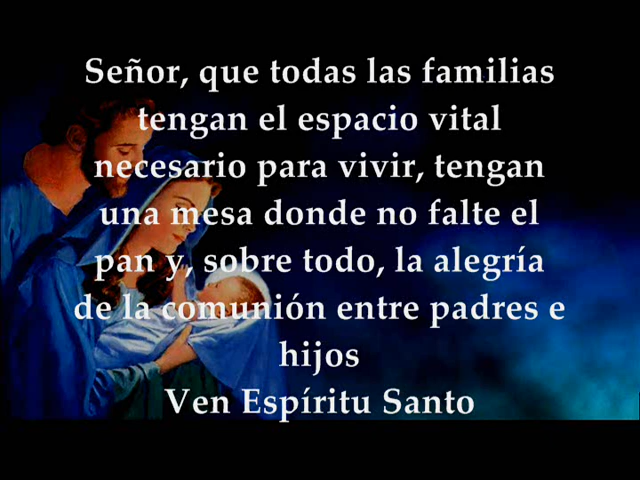 Señor, que todas las familias
tengan el espacio vital
necesario para vivir, tengan
una mesa donde no falte el
pan y, sobre todo, la alegría
de la comunión entre padres e
hijos
Ven Espíritu Santo